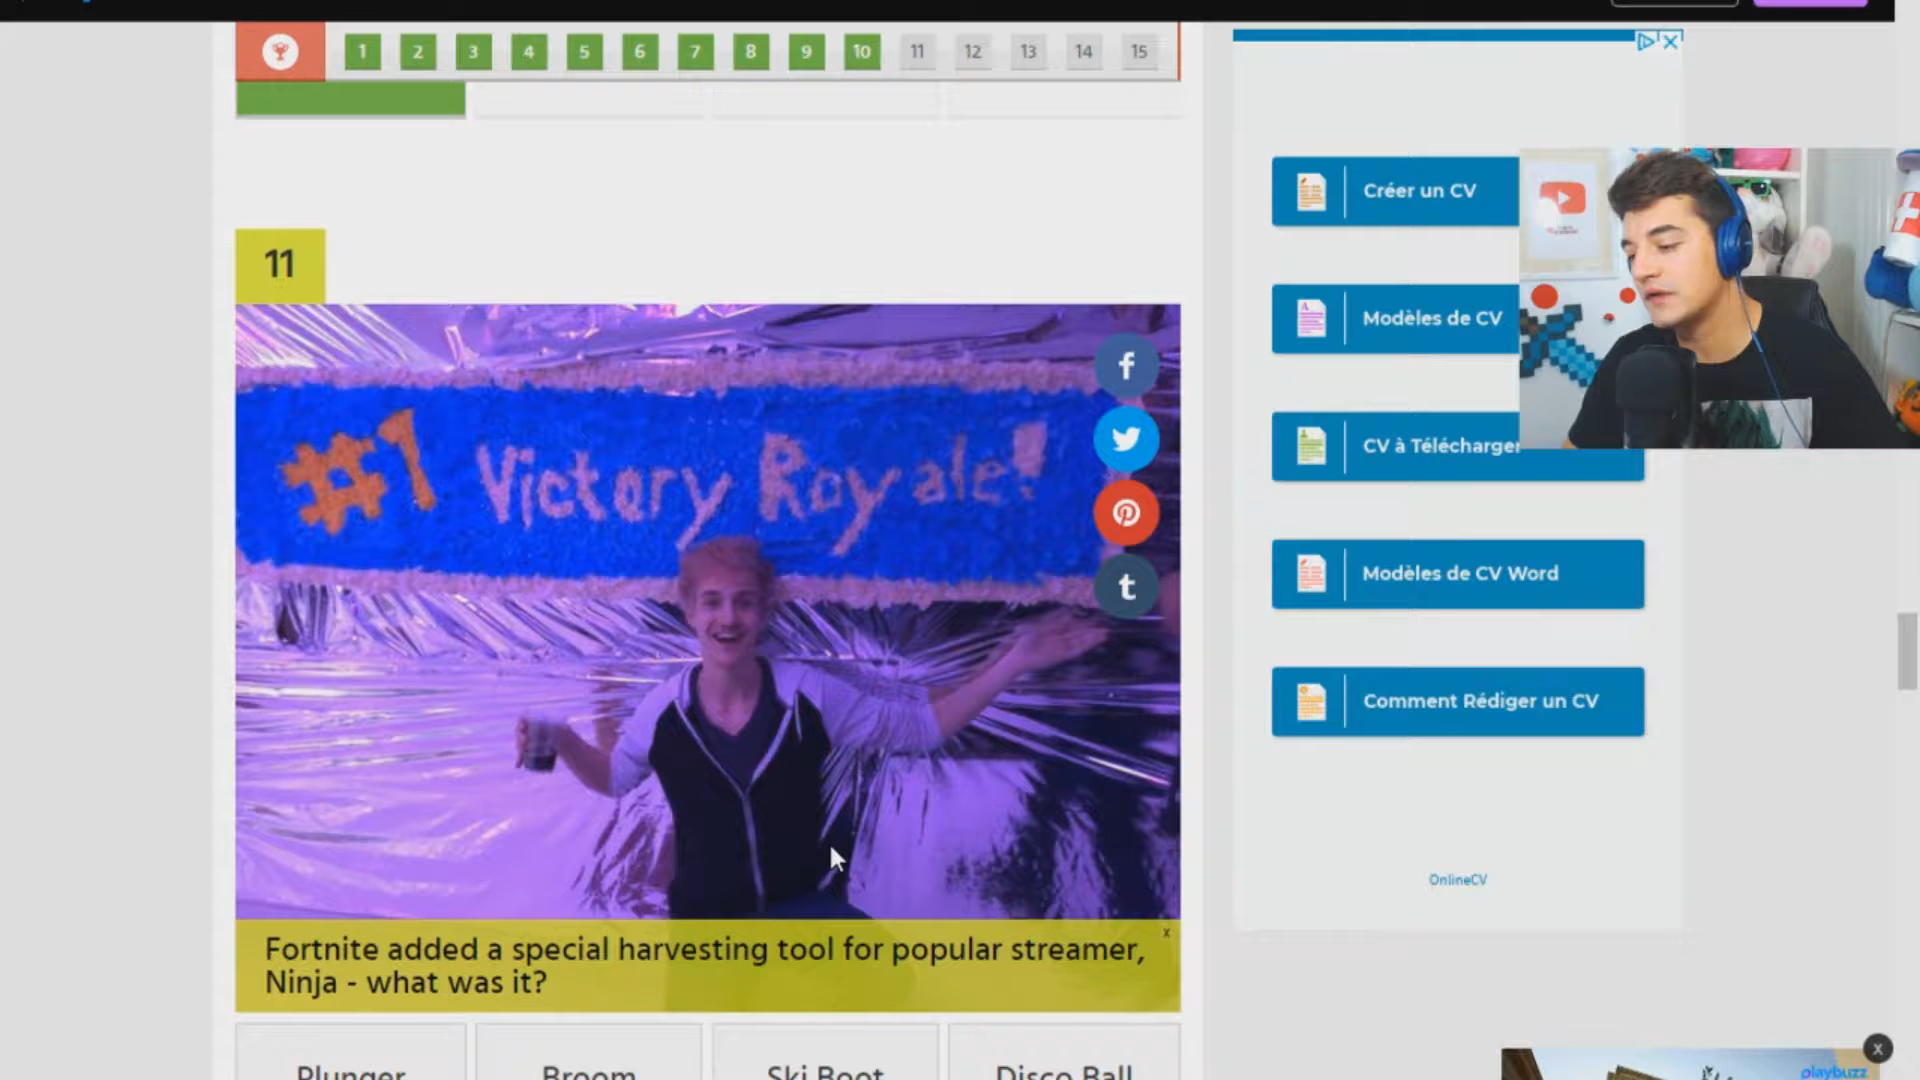 1 2 3 4 5 6 7 8 9 10 11 12 13 14 15
11
#1 Victory Royale!
f
t
Fortnite added a special harvesting tool for popular streamer,
Ninja - what was it?
x
Plunger Broom Ski Boot Disco Ball
Créer un CV
Modèles de CV
CV à Télécharger
Modèles de CV Word
Comment Rédiger un CV
OnlineCV
x
playbuzz